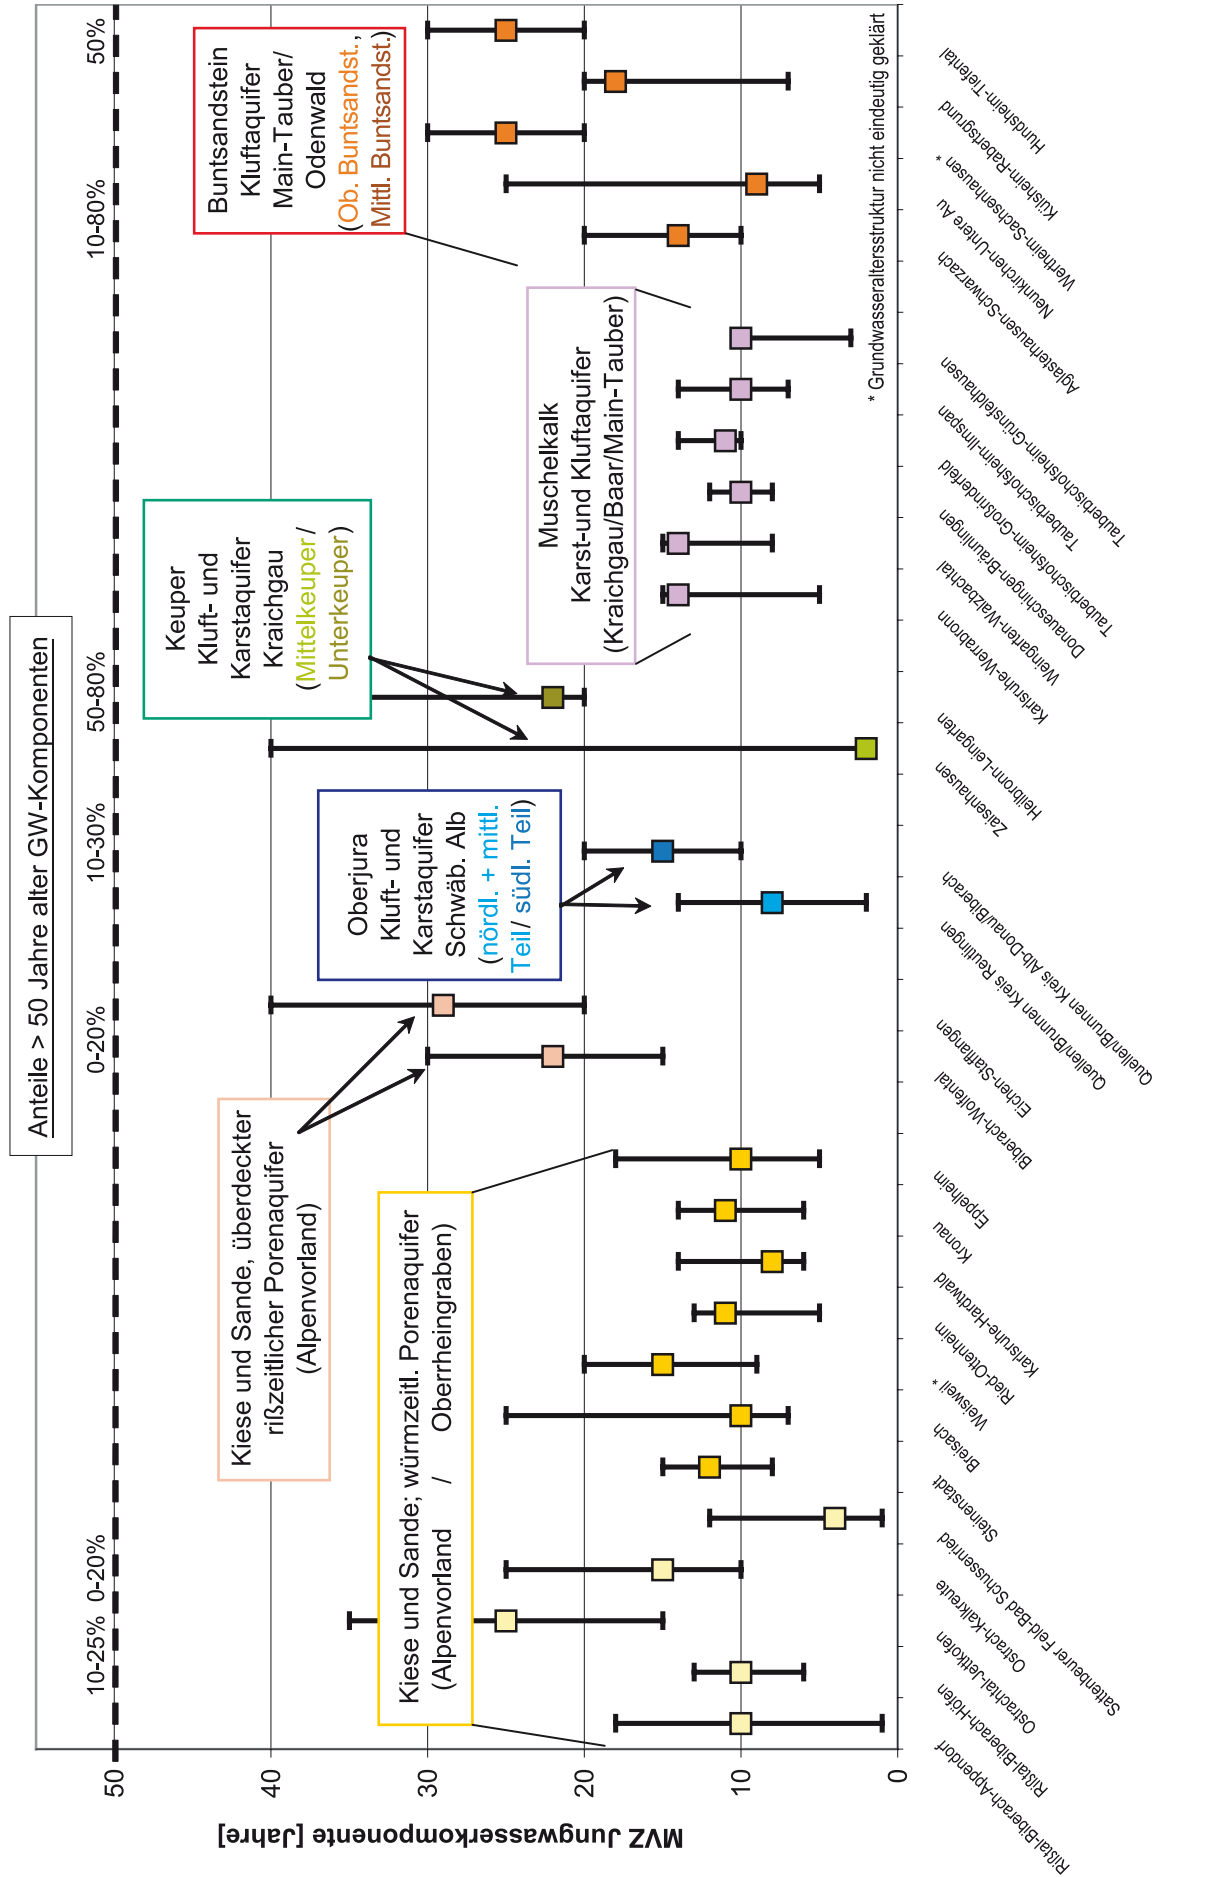 Anteile > 50 Jahre alter GW-Komponenten
10-25%
0-20%
0-20%
10-30%
50-80%
10-80%
50%
MVZ Jungwasserkomponente [Jahre]
50
40
30
20
10
0
Kiese und Sande; würmzeitl. Porenaquifer
(Alpenvorland / Oberrheingraben)
Kiese und Sande, überdeckter
rißzeitlicher Porenaquifer
(Alpenvorland)
Oberjura
Kluft- und
Karstaquifer
Schwäb. Alb
(nördl. + mittl.
Teil/ südl. Teil)
Keuper
Kluft- und
Karstaquifer
Kraichgau
(Mittelkeuper /
Unterkeuper)
Muschelkalk
Karst-und Kluftaquifer
(Kraichgau/Baar/Main-Tauber)
Buntsandstein
Kluftaquifer
Main-Tauber/
Odenwald
(Ob. Buntsandst.,
Mittl. Buntsandst.)
* Grundwasseraltersstruktur nicht eindeutig geklärt
Rißtal-Biberach-Appendorf
Rißtal-Biberach-Höfen
Ostrachtal-Jettkofen
Ostrach-Kalkreute
Sattenbeurer Feld-Bad Schussenried
Steinenstadt
Breisach
Weisweil *
Ried-Ottenheim
Karlsruhe-Hardtwald
Kronau
Eppelheim
Biberach-Wolfental
Eichen-Stafflangen
Quellen/Brunnen Kreis Reutlingen
Quellen/Brunnen Kreis Alb-Donau/Biberach
Zaisenhausen
Heilbronn-Leingarten
Karlsruhe-Werrabronn
Weingarten-Walzbachtal
Donaueschingen-Bräunlingen
Tauberbischofsheim-Großrinderfeld
Tauberbischofsheim-Ilmspan
Tauberbischofsheim-Grünsfeldhausen
Aglasterhausen-Schwarzach
Neunkirchen-Untere Au
Wertheim-Sachsenhausen *
Külsheim-Rabertsgrund
Hundsheim-Tiefental